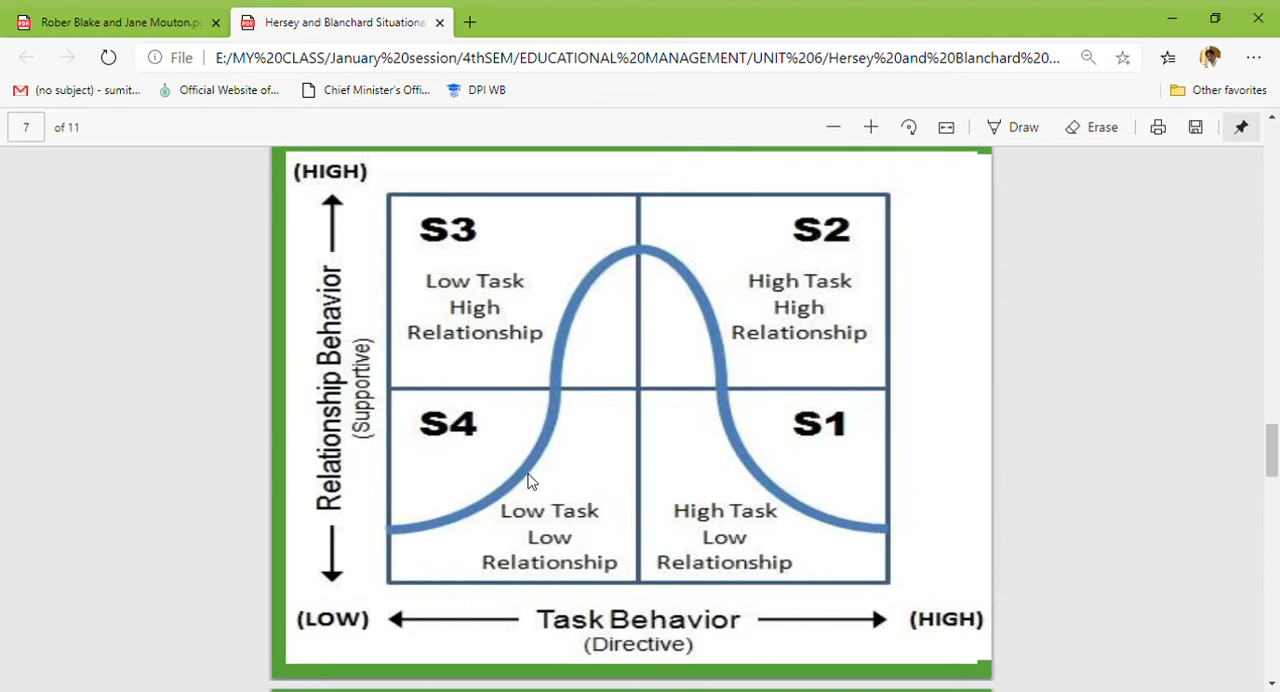 Rober Blake and Jane Mouton.p
Hersey and Blanchard Situationa
File
E:/MY%20CLASS/January%20session/4thSEM/EDUCATIONAL%20MANAGEMENT/UNIT%206/Hersey%20and%20Blanchard%20...
(no subject) - sumit...
Official Website of...
Chief Minister's Offi...
DPI WB
Other favorites
7 of 11
Draw
Erase
(HIGH)
Relationship Behavior
(Supportive)
S3
Low Task
High
Relationship
S2
High Task
High
Relationship
S4
Low Task
Low
Relationship
S1
High Task
Low
Relationship
(LOW)
Task Behavior
(Directive)
(HIGH)